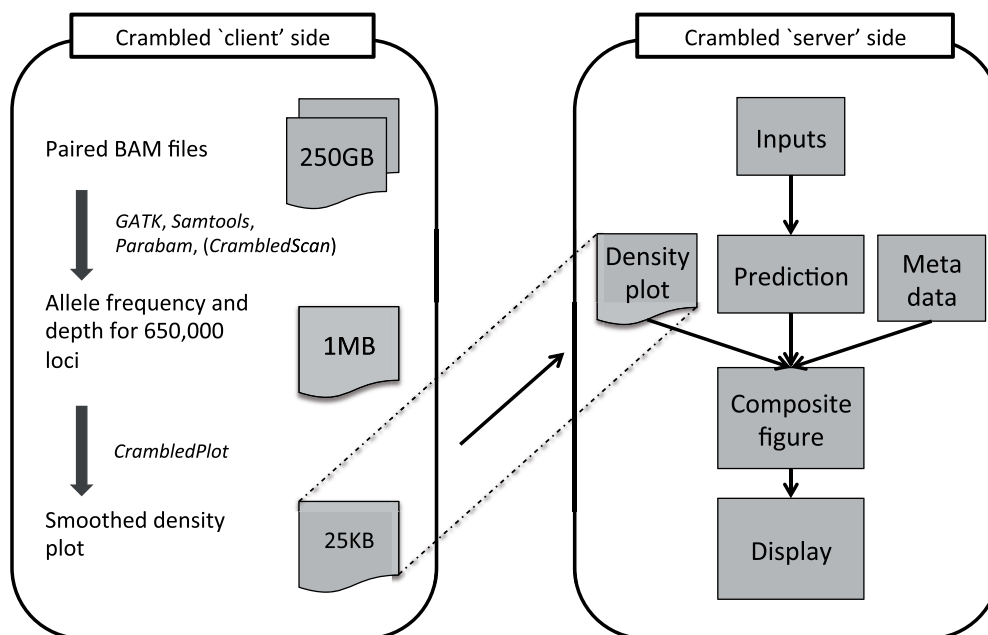 Crambled `client' side
Paired BAM files
250GB
GATK, Samtools,
Parabam, (CrambledScan)
Allele frequency and
depth for 650,000
loci
1MB
CrambledPlot
Smoothed density
plot
25KB
Crambled `server' side
Inputs
Density
plot
Prediction
Meta
data
Composite
figure
Display